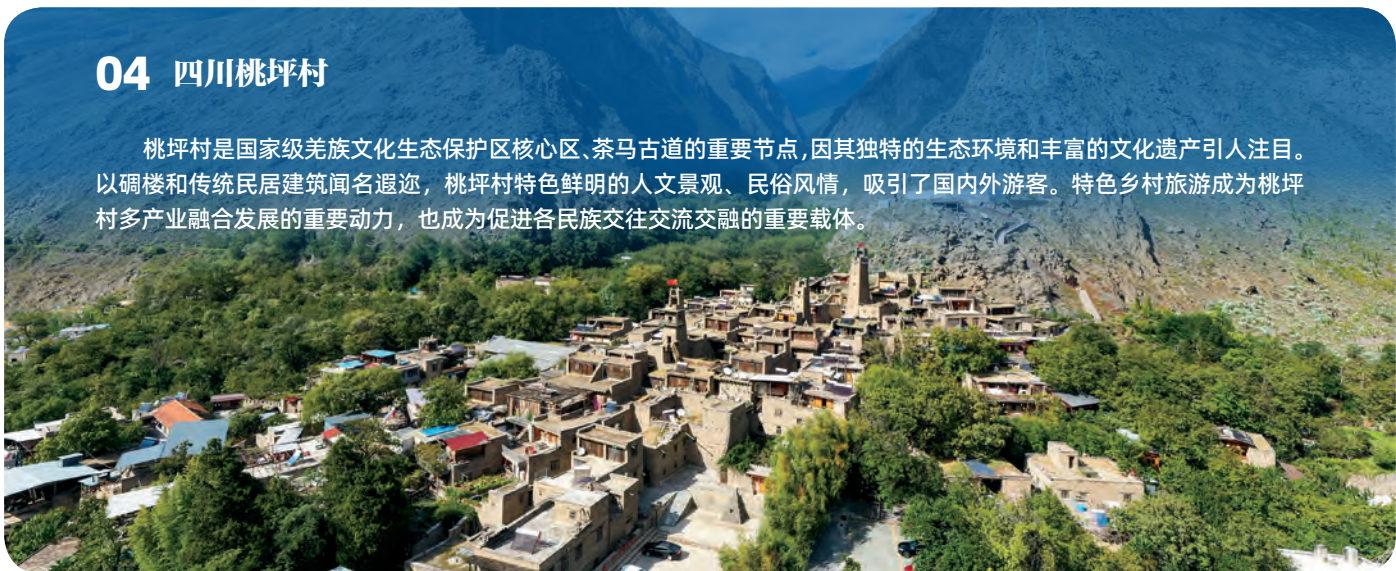 04 四川桃坪村
桃坪村是国家级羌族文化生态保护区核心区、茶马古道的重要节点,因其独特的生态环境和丰富的文化遗产引人注目。
以碉楼和传统民居建筑闻名遐迩，桃坪村特色鲜明的人文景观、民俗风情，吸引了国内外游客。特色乡村旅游成为桃坪
村多产业融合发展的重要动力，也成为促进各民族交往交流交融的重要载体。